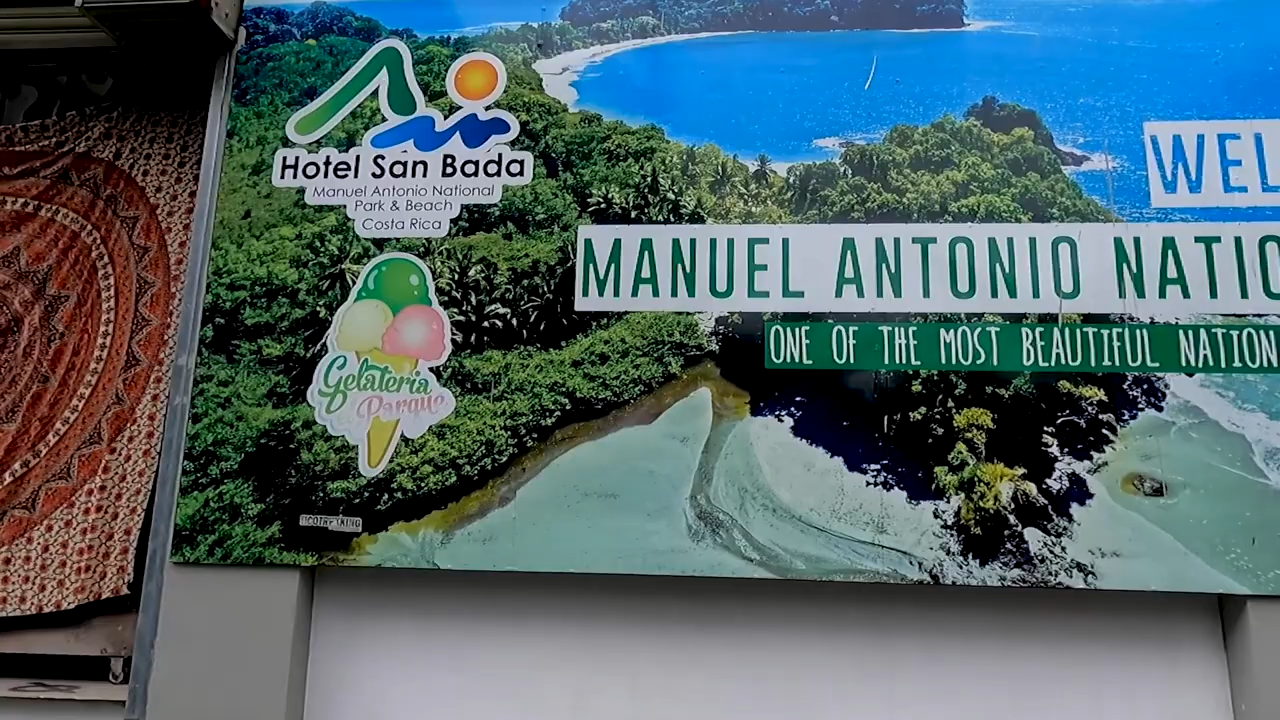 Hotel San Bada
Manuel Antonio National
Park & Beach
Costa Rica
WEL
MANUEL ANTONIO NATIO
ONE OF THE MOST BEAUTIFUL NATION
Gelateria
Parque